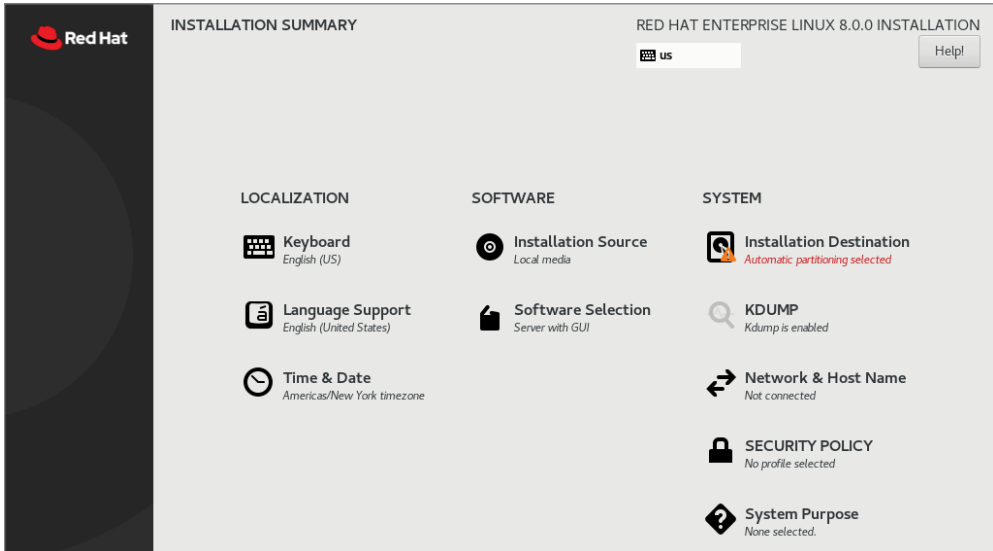 Red Hat
INSTALLATION SUMMARY
RED HAT ENTERPRISE LINUX 8.0.0 INSTALLATION
us
Help!
LOCALIZATION
Keyboard
English (US)
Language Support
English (United States)
Time & Date
Americas/New York timezone
SOFTWARE
Installation Source
Local media
Software Selection
Server with GUI
SYSTEM
Installation Destination
Automatic partitioning selected
KDUMP
Kdump is enabled
Network & Host Name
Not connected
SECURITY POLICY
No profile selected
System Purpose
None selected.